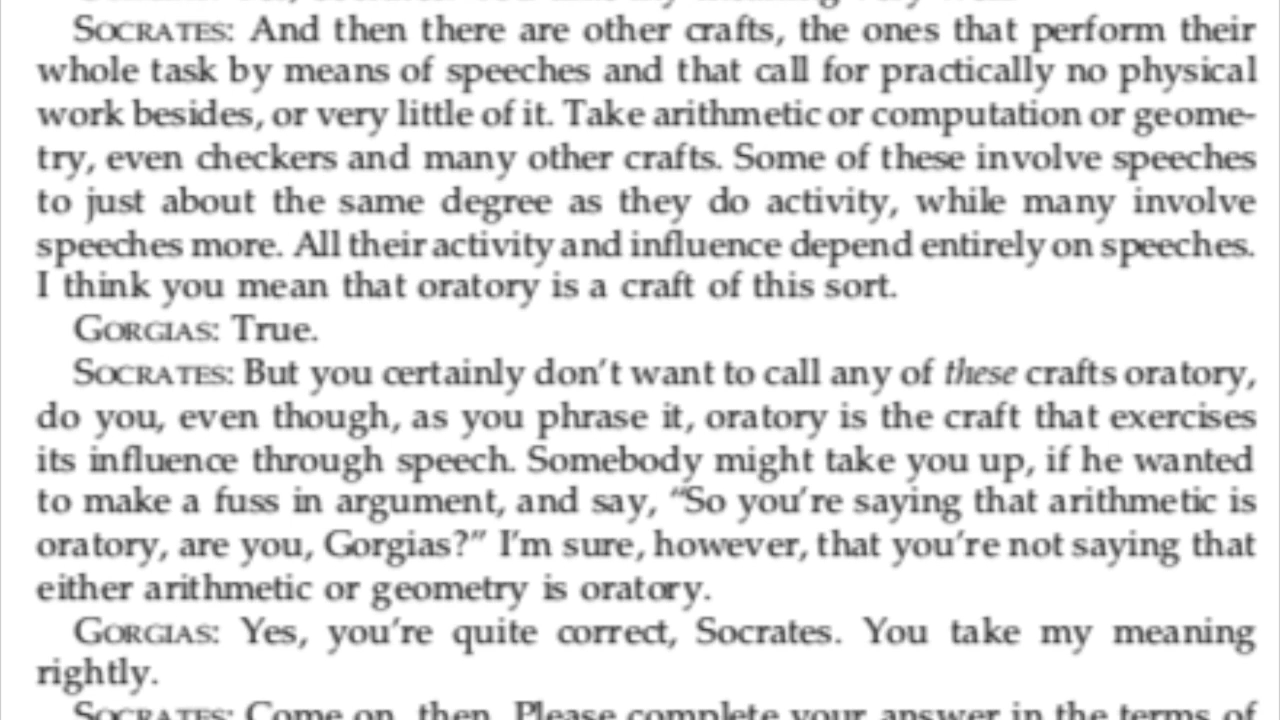 SOCRATES: And then there are other crafts, the ones that perform their
whole task by means of speeches and that call for practically no physical
work besides, or very little of it. Take arithmetic or computation or geome-
try, even checkers and many other crafts. Some of these involve speeches
to just about the same degree as they do activity, while many involve
speeches more. All their activity and influence depend entirely on speeches.
I think you mean that oratory is a craft of this sort.
GORGIAS: True.
SOCRATES: But you certainly don't want to call any of these crafts oratory,
do you, even though, as you phrase it, oratory is the craft that exercises
its influence through speech. Somebody might take you up, if he wanted
to make a fuss in argument, and say, “So you're saying that arithmetic is
oratory, are you, Gorgias?” I'm sure, however, that you're not saying that
either arithmetic or geometry is oratory.
GORGIAS: Yes, you're quite correct, Socrates. You take my meaning
rightly.
SOCRATES: Come on, then. Please complete your answer in the terms of